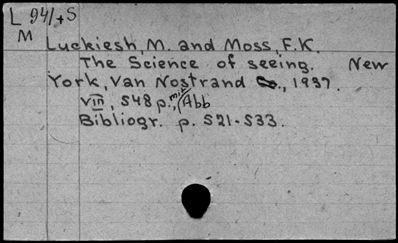 L 941+S
M
Luckiesh, M. and Moss, F.K.
The Science of seeing. New
York, Van Nostrand Co., 1937.
VIII, 548 p., mit Abb
Bibliogr. p. 521-533.